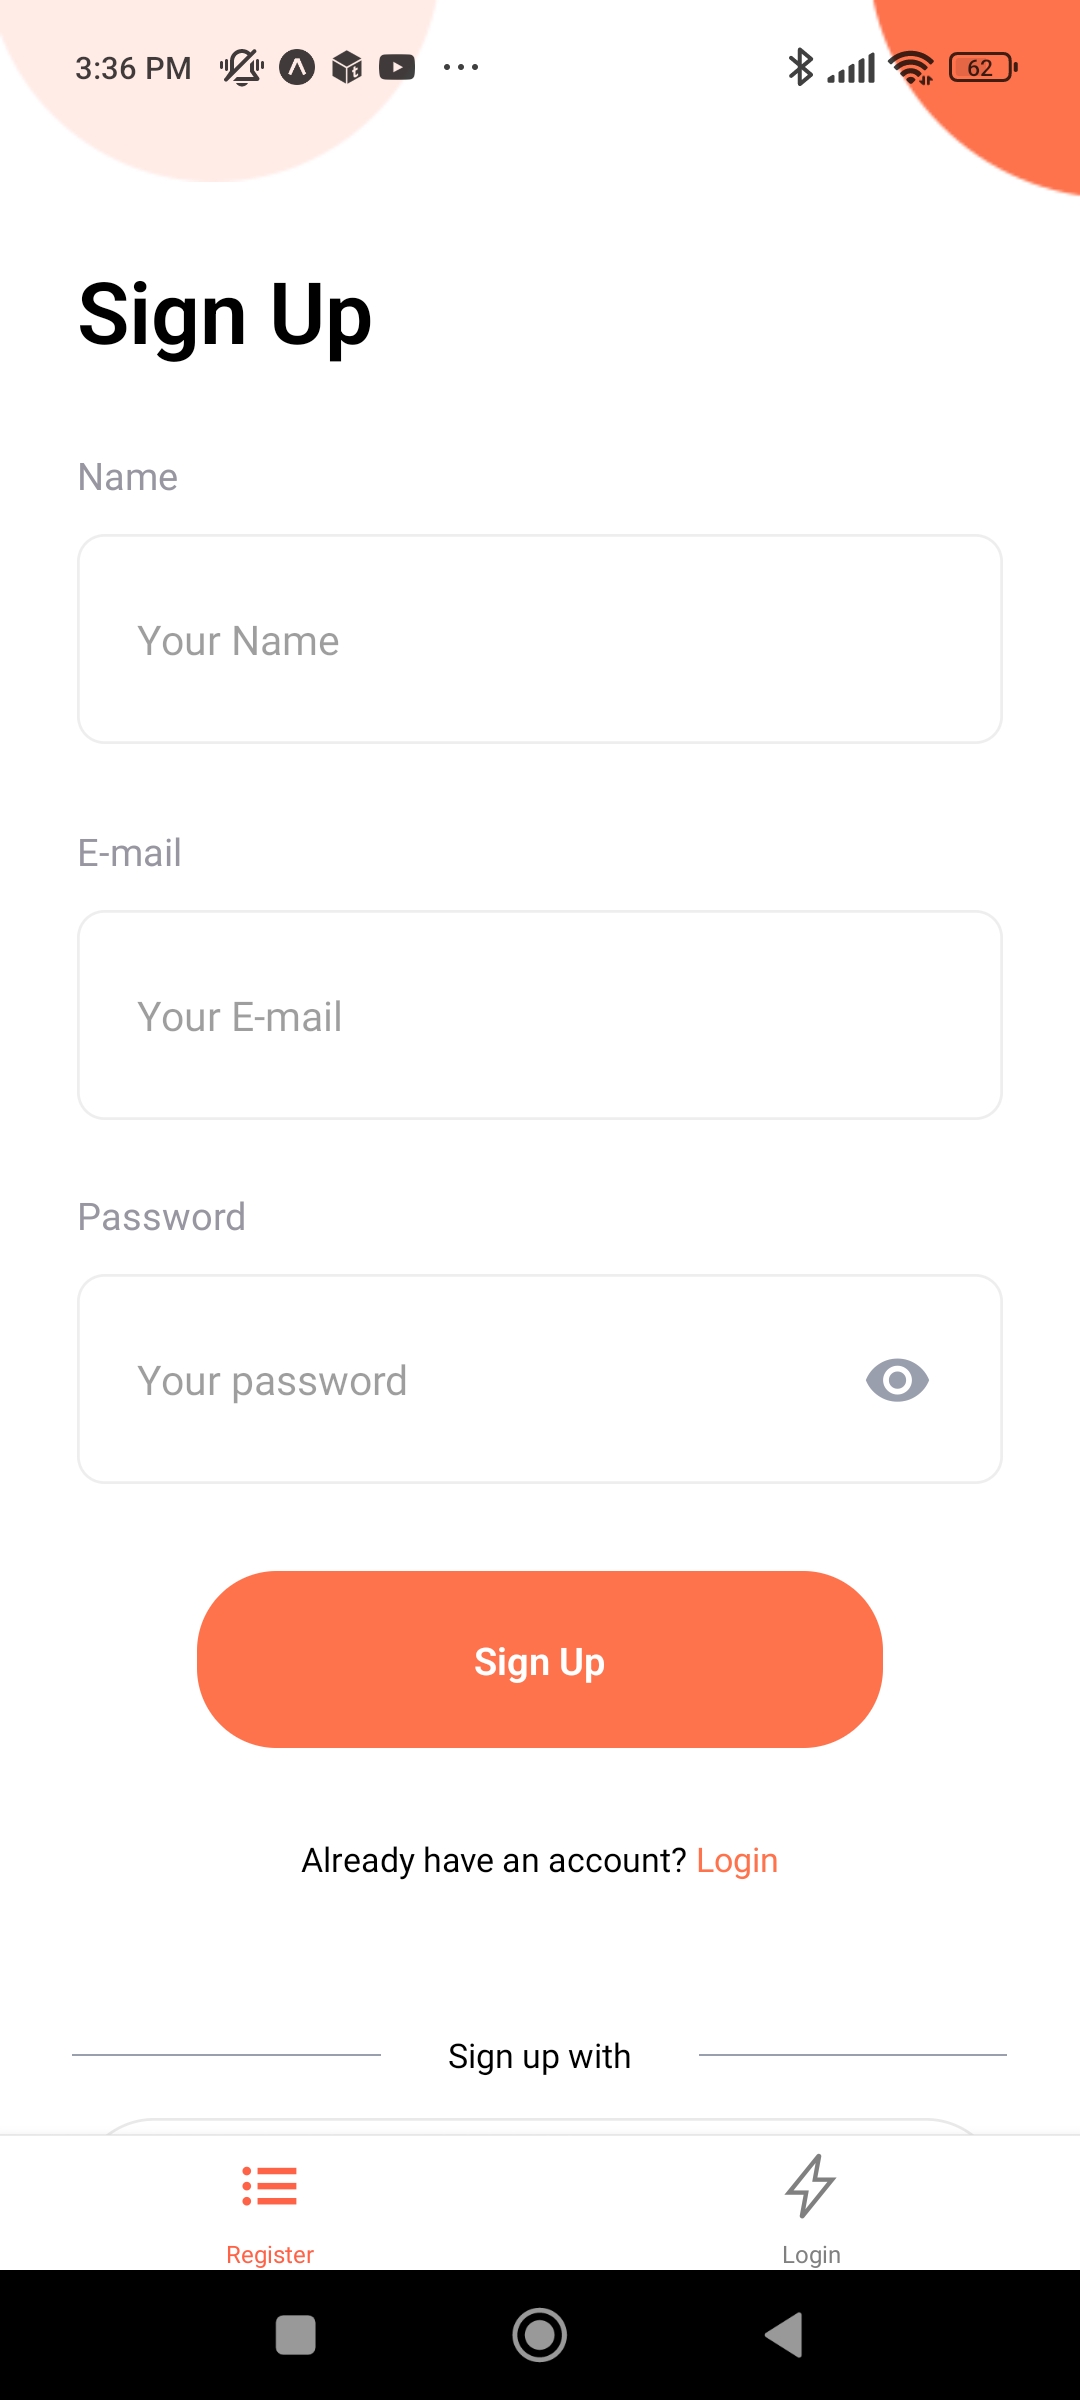 3:36 PM 62
Sign Up
Name
Your Name
E-mail
Your E-mail
Password
Your password
Sign Up
Already have an account? Login
Sign up with
Register Login